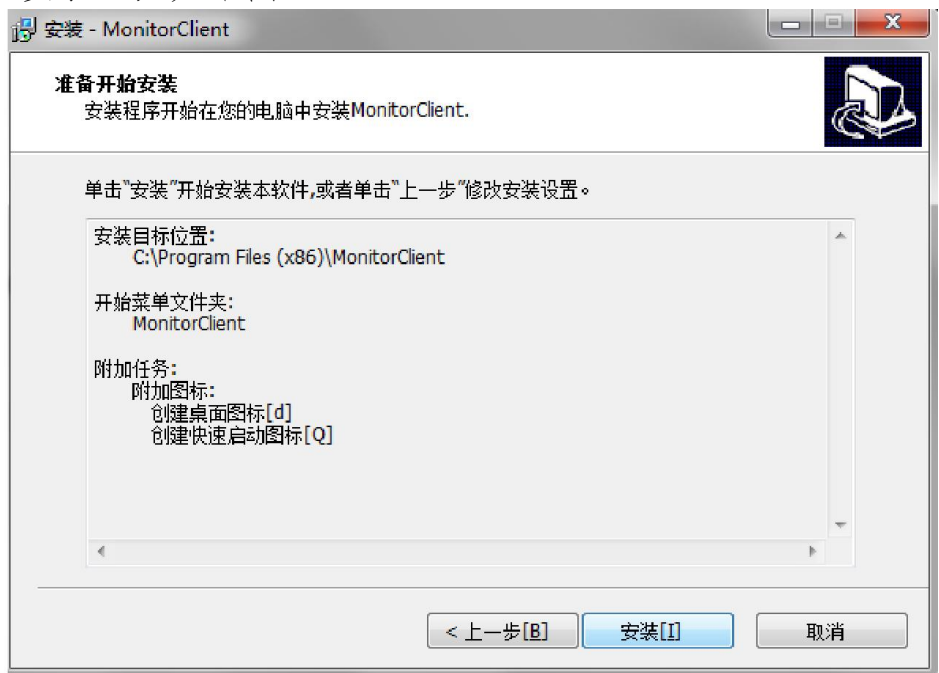 安装 - MonitorClient
准备开始安装
安装程序开始在您的电脑中安装MonitorClient.
单击"安装"开始安装本软件,或者单击"上一步"修改安装设置。
安装目标位置:
C:\Program Files (x86)\MonitorClient
开始菜单文件夹:
MonitorClient
附加任务:
附加图标:
创建桌面图标[d]
创建快速启动图标[Q]
< 上一步[B]
安装[I]
取消